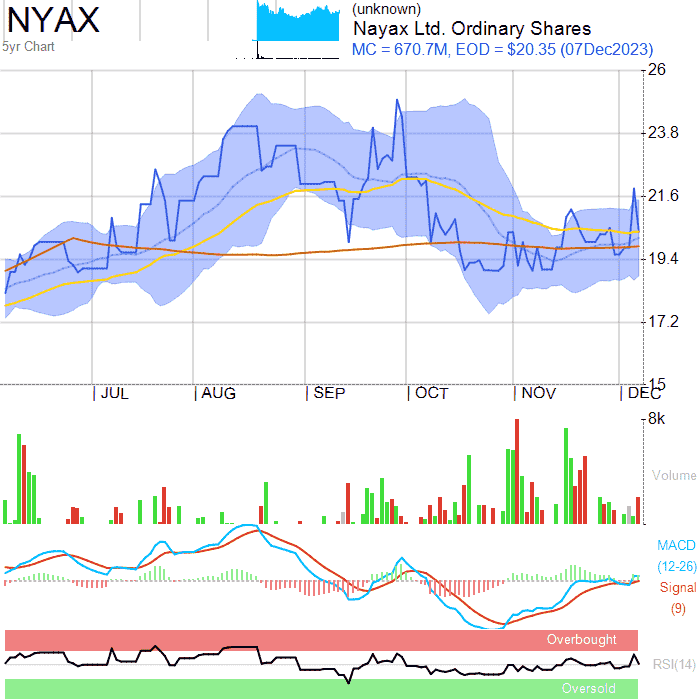 NYAX
5yr Chart
(unknown)
Nayax Ltd. Ordinary Shares
MC = 670.7M, EOD = $20.35 (07Dec2023)
26
23.8
21.6
19.4
17.2
15
JUL AUG SEP OCT NOV DEC
8k
Volume
MACD
(12-26)
Signal
(9)
Overbought
RSI(14)
Oversold